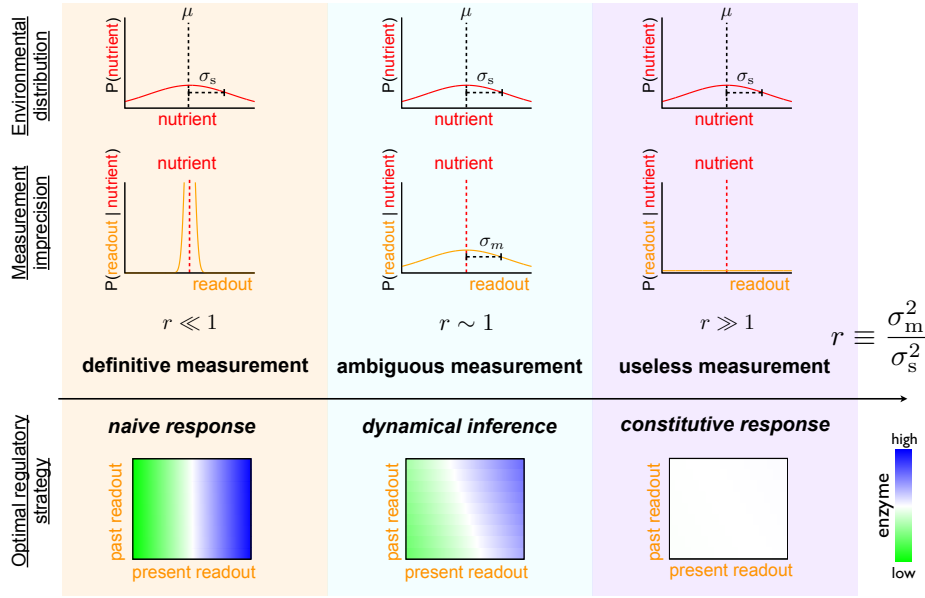 Environmental
distribution
P(nutrient)
μ
σs
nutrient
P(nutrient)
μ
σs
nutrient
P(nutrient)
μ
σs
nutrient
Measurement
imprecision
P(readout | nutrient)
nutrient
readout
P(readout | nutrient)
nutrient
σm
readout
P(readout | nutrient)
nutrient
readout
r ≪ 1
r ∼ 1
r ≫ 1
r ≡ σ²m / σ²s
definitive measurement
ambiguous measurement
useless measurement
Optimal regulatory
strategy
naive response
dynamical inference
constitutive response
past readout
present readout
past readout
present readout
past readout
present readout
high
enzyme
low